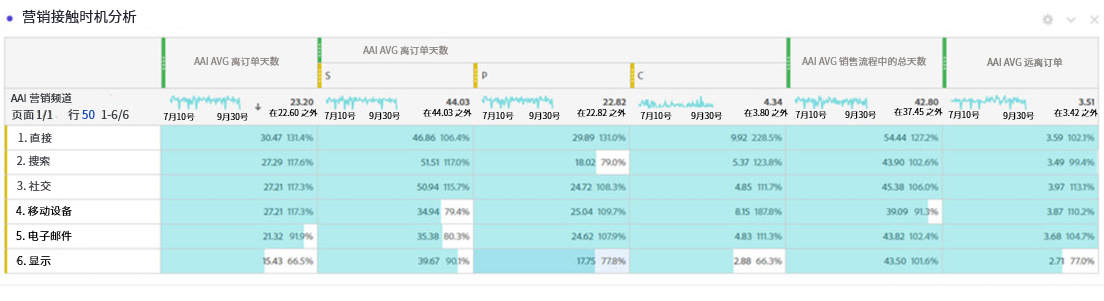 营销接触时机分析
AAI AVG 离订单天数
AAI AVG 离订单天数
AAI AVG 销售流程中的总天数
AAI AVG 远离订单
S
P
C
AAI 营销频道
页面 1/1 行 50 1-6/6
7月10号 9月30号 23.20 在22.60 之外
7月10号 9月30号 44.03 在44.03 之外
7月10号 9月30号 22.82 在22.82 之外
7月10号 9月30号 4.34 在3.80 之外
7月10号 9月30号 42.80 在37.45 之外
7月10号 9月30号 3.51 在3.42 之外
1. 直接 30.47 131.4% 46.86 106.4% 29.89 131.0% 9.92 228.5% 54.44 127.2% 3.59 102.1%
2. 搜索 27.29 117.6% 51.51 117.0% 18.02 79.0% 5.37 123.8% 43.90 102.6% 3.49 99.4%
3. 社交 27.21 117.3% 50.94 115.7% 24.72 108.3% 4.85 111.7% 45.38 106.0% 3.97 113.1%
4. 移动设备 27.21 117.3% 34.94 79.4% 25.04 109.7% 8.15 187.8% 39.09 91.3% 3.87 110.2%
5. 电子邮件 21.32 91.9% 35.38 80.3% 24.62 107.9% 4.83 111.3% 43.82 102.4% 3.68 104.7%
6. 显示 15.43 66.5% 39.67 90.1% 17.75 77.8% 2.88 66.3% 43.50 101.6% 2.71 77.0%